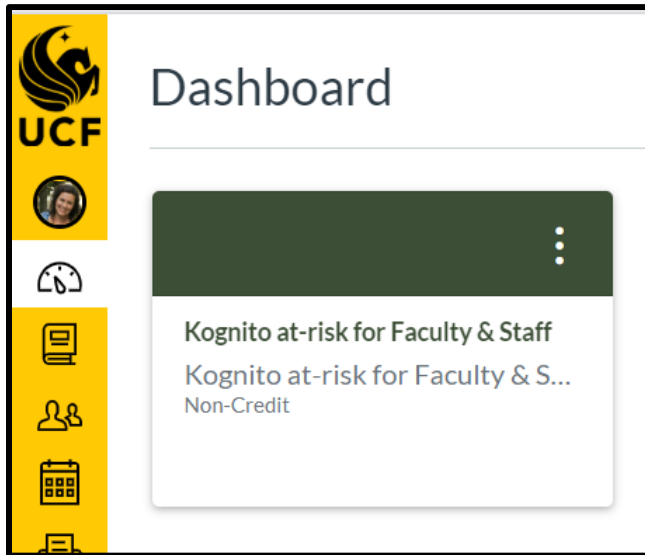 UCF
Dashboard
Kognito at-risk for Faculty & Staff
Kognito at-risk for Faculty & S...
Non-Credit